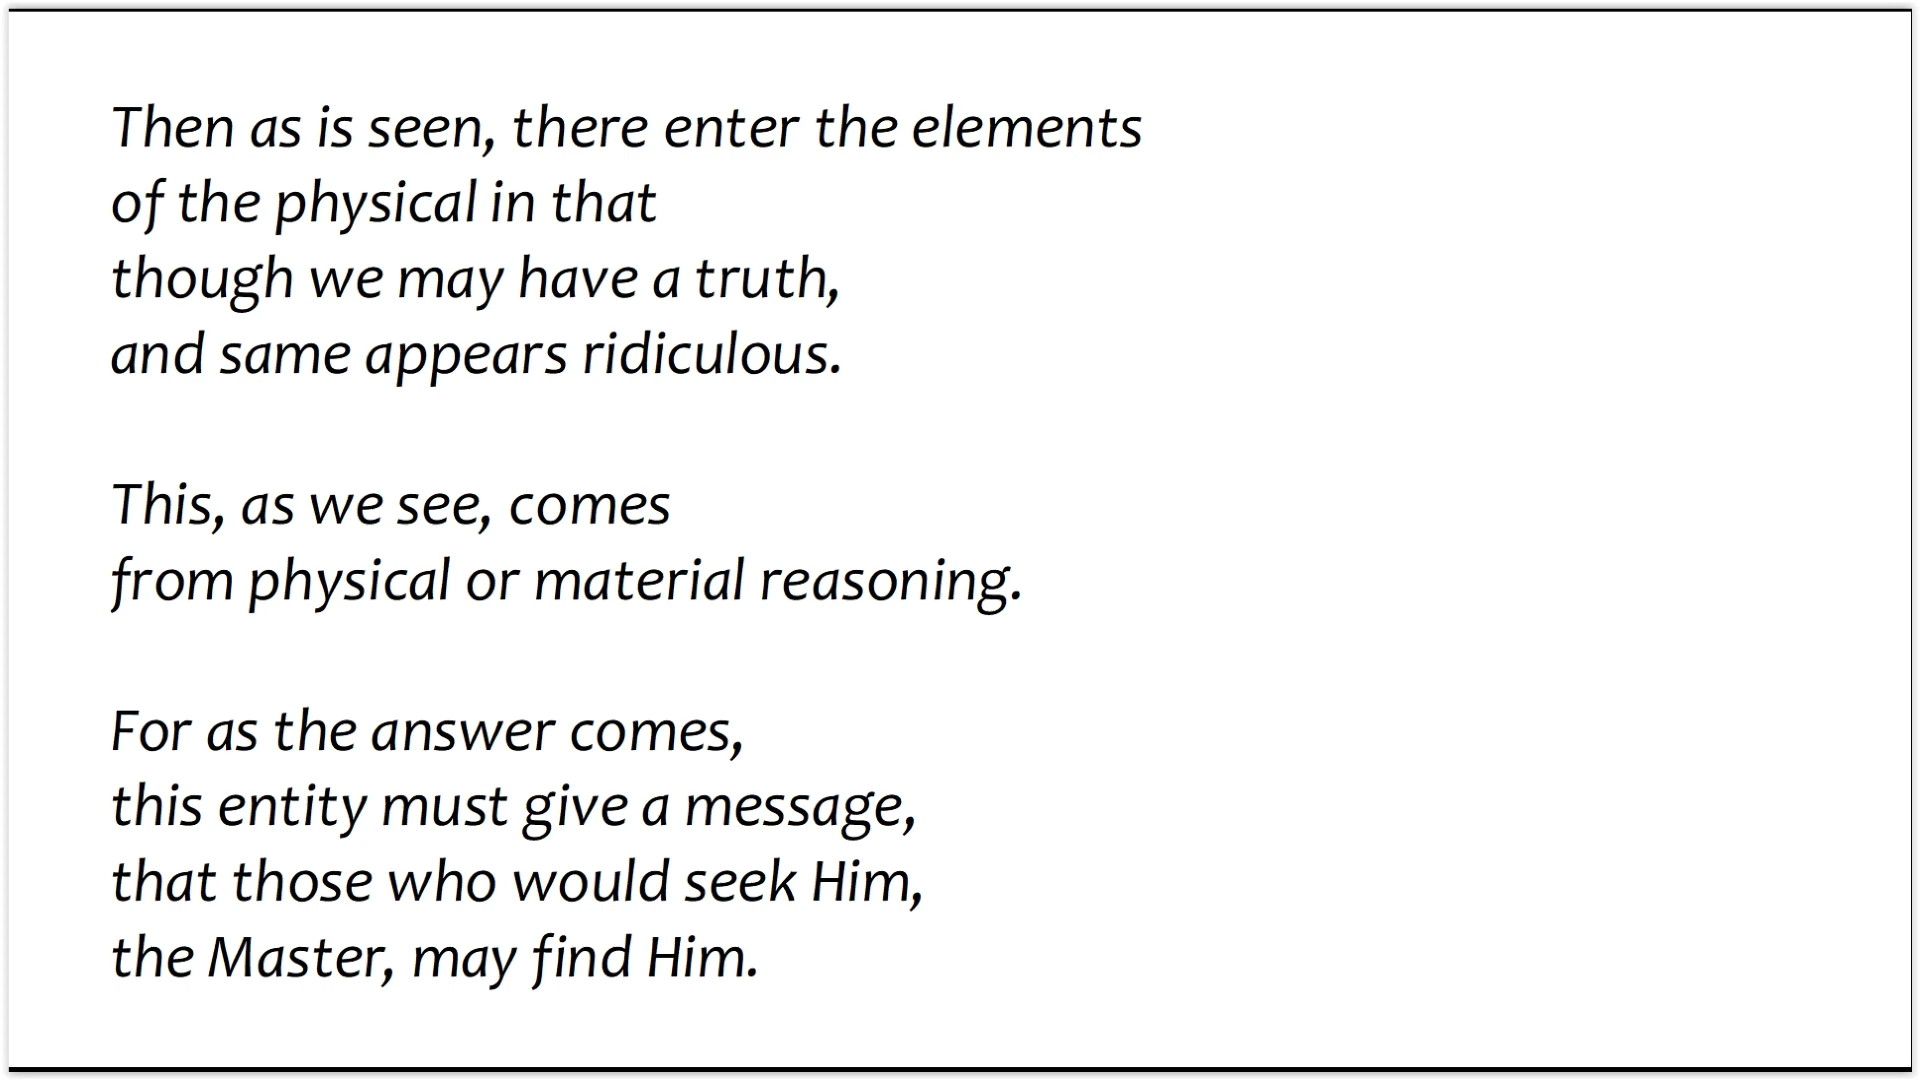 Then as is seen, there enter the elements
of the physical in that
though we may have a truth,
and same appears ridiculous.
This, as we see, comes
from physical or material reasoning.
For as the answer comes,
this entity must give a message,
that those who would seek Him,
the Master, may find Him.